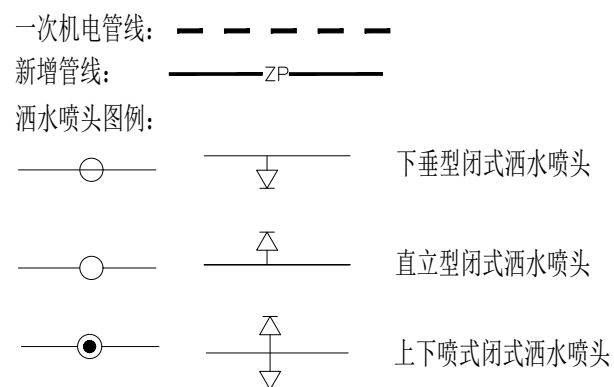 一次机电管线:
新增管线:
ZP
洒水喷头图例:
下垂型闭式洒水喷头
直立型闭式洒水喷头
上下喷式闭式洒水喷头